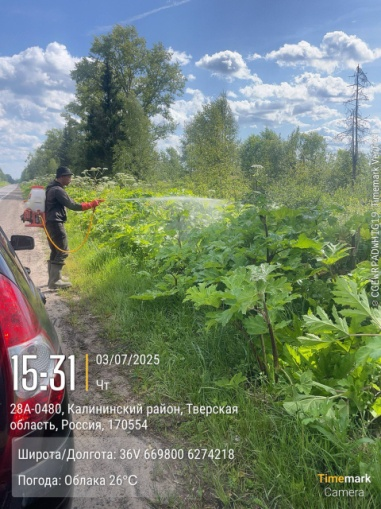 15:31
03/07/2025
Чт
28А-0480, Калининский район, Тверская
область, Россия, 170554
Широта/Долгота: 36V 669800 6274218
Погода: Облака 26°C
Timemark
Camera